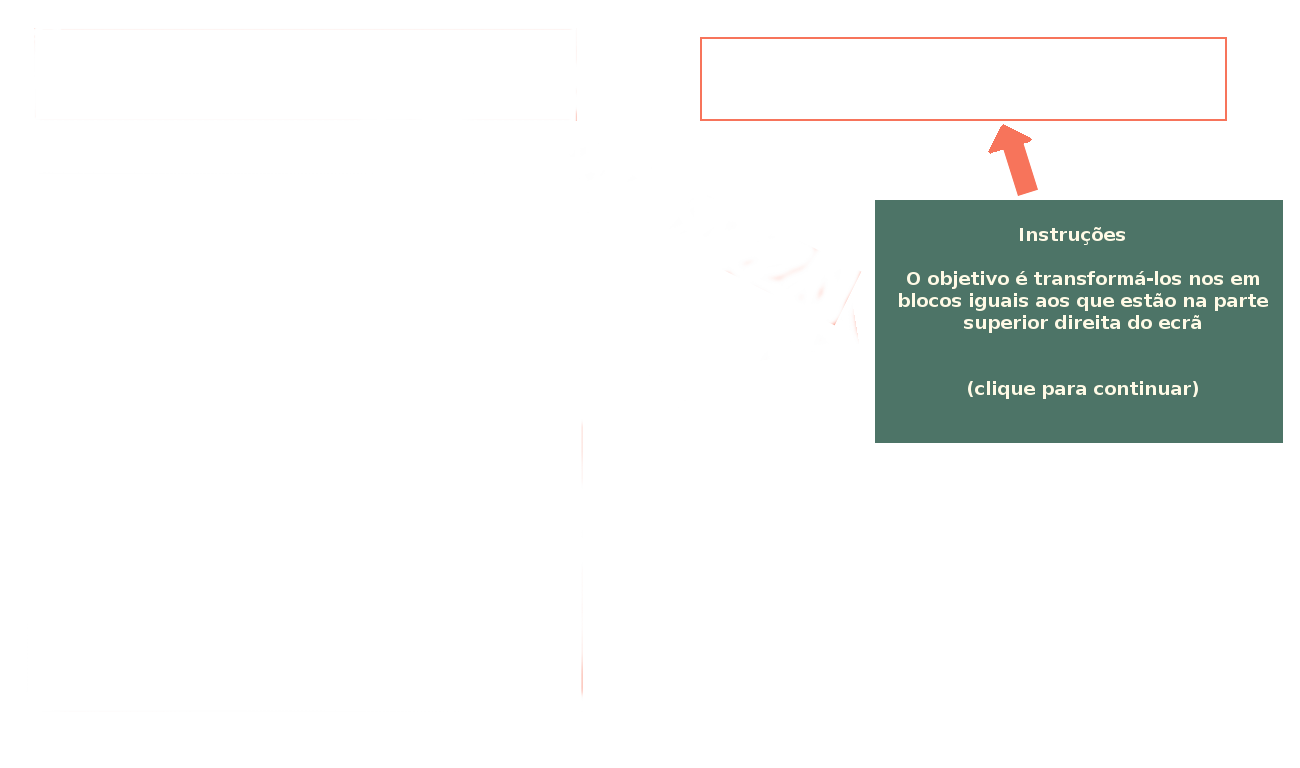 Instruções
O objetivo é transformá-los nos em
blocos iguais aos que estão na parte
superior direita do ecrã
(clique para continuar)